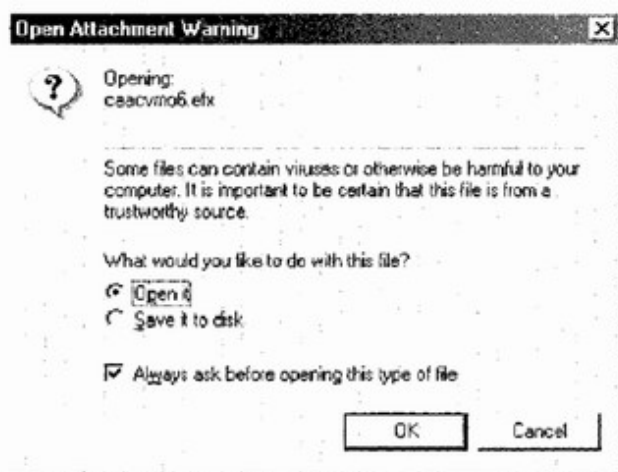 Open Attachment Warning
Opening:
caacvmo6.efx
Some files can contain viruses or otherwise be harmful to your
computer. It is important to be certain that this file is from a
trustworthy source.
What would you like to do with this file?
Open it
Save it to disk
Always ask before opening this type of file
OK
Cancel